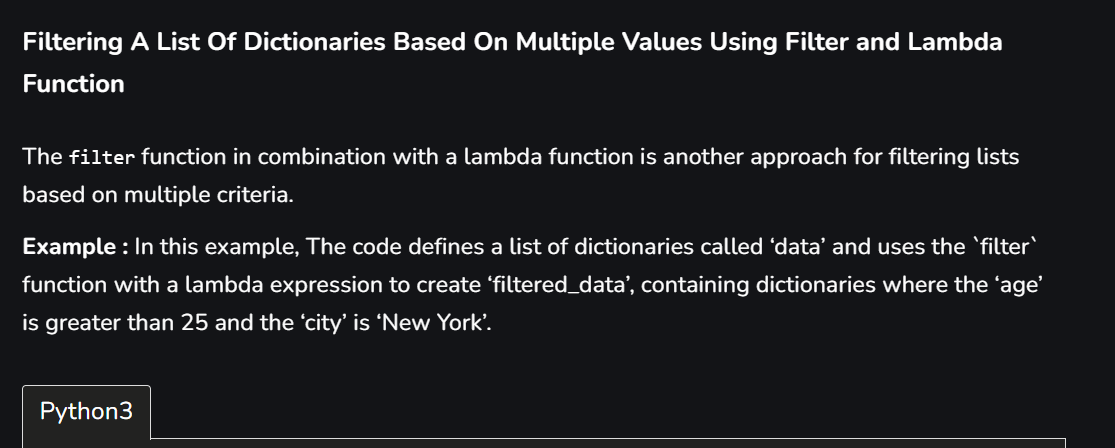 Filtering A List Of Dictionaries Based On Multiple Values Using Filter and Lambda
Function
The filter function in combination with a lambda function is another approach for filtering lists
based on multiple criteria.
Example : In this example, The code defines a list of dictionaries called ‘data’ and uses the `filter`
function with a lambda expression to create ‘filtered_data’, containing dictionaries where the ‘age’
is greater than 25 and the ‘city’ is ‘New York’.
Python3